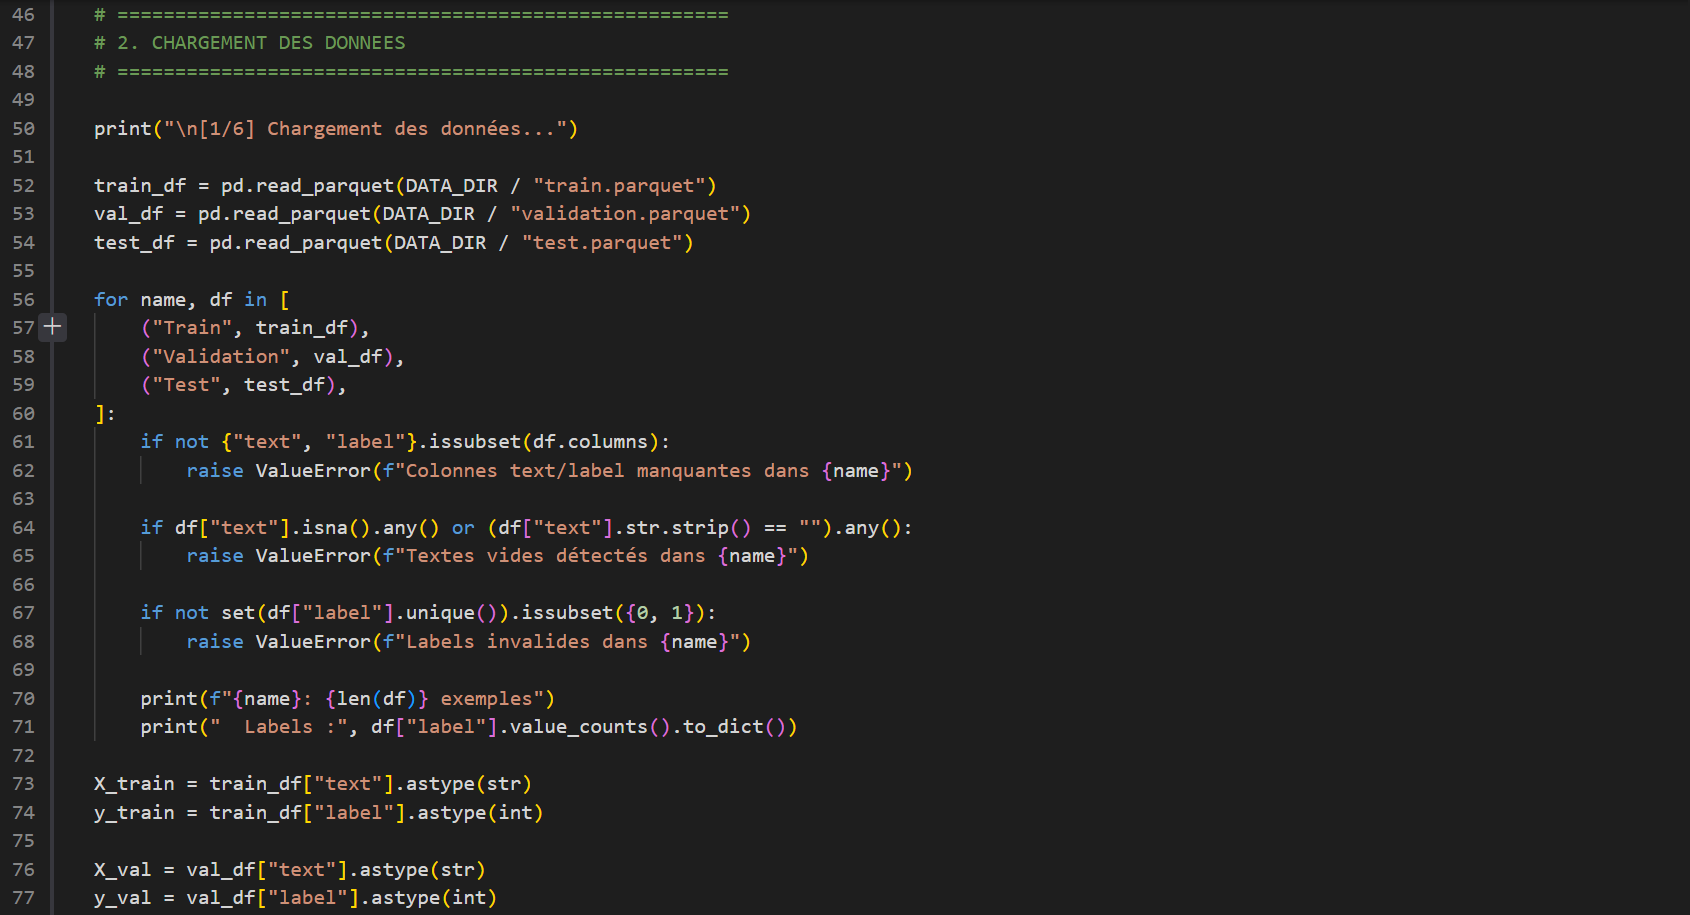 46 # =====================================================
47 # 2. CHARGEMENT DES DONNEES
48 # =====================================================
49
50 print("\n[1/6] Chargement des données...")
51
52 train_df = pd.read_parquet(DATA_DIR / "train.parquet")
53 val_df = pd.read_parquet(DATA_DIR / "validation.parquet")
54 test_df = pd.read_parquet(DATA_DIR / "test.parquet")
55
56 for name, df in [
57     ("Train", train_df),
58     ("Validation", val_df),
59     ("Test", test_df),
60 ]:
61     if not {"text", "label"}.issubset(df.columns):
62         raise ValueError(f"Colonnes text/label manquantes dans {name}")
63
64     if df["text"].isna().any() or (df["text"].str.strip() == "").any():
65         raise ValueError(f"Textes vides détectés dans {name}")
66
67     if not set(df["label"].unique()).issubset({0, 1}):
68         raise ValueError(f"Labels invalides dans {name}")
69
70     print(f"{name}: {len(df)} exemples")
71     print("  Labels :", df["label"].value_counts().to_dict())
72
73 X_train = train_df["text"].astype(str)
74 y_train = train_df["label"].astype(int)
75
76 X_val = val_df["text"].astype(str)
77 y_val = val_df["label"].astype(int)